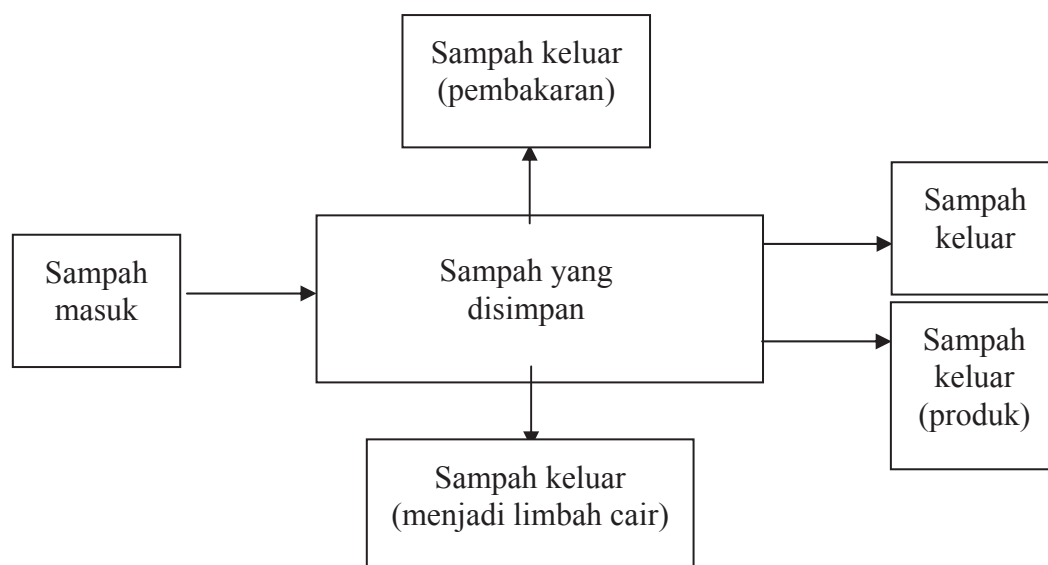 Sampah keluar
(pembakaran)
Sampah
masuk
Sampah yang
disimpan
Sampah
keluar
Sampah
keluar
(produk)
Sampah keluar
(menjadi limbah cair)